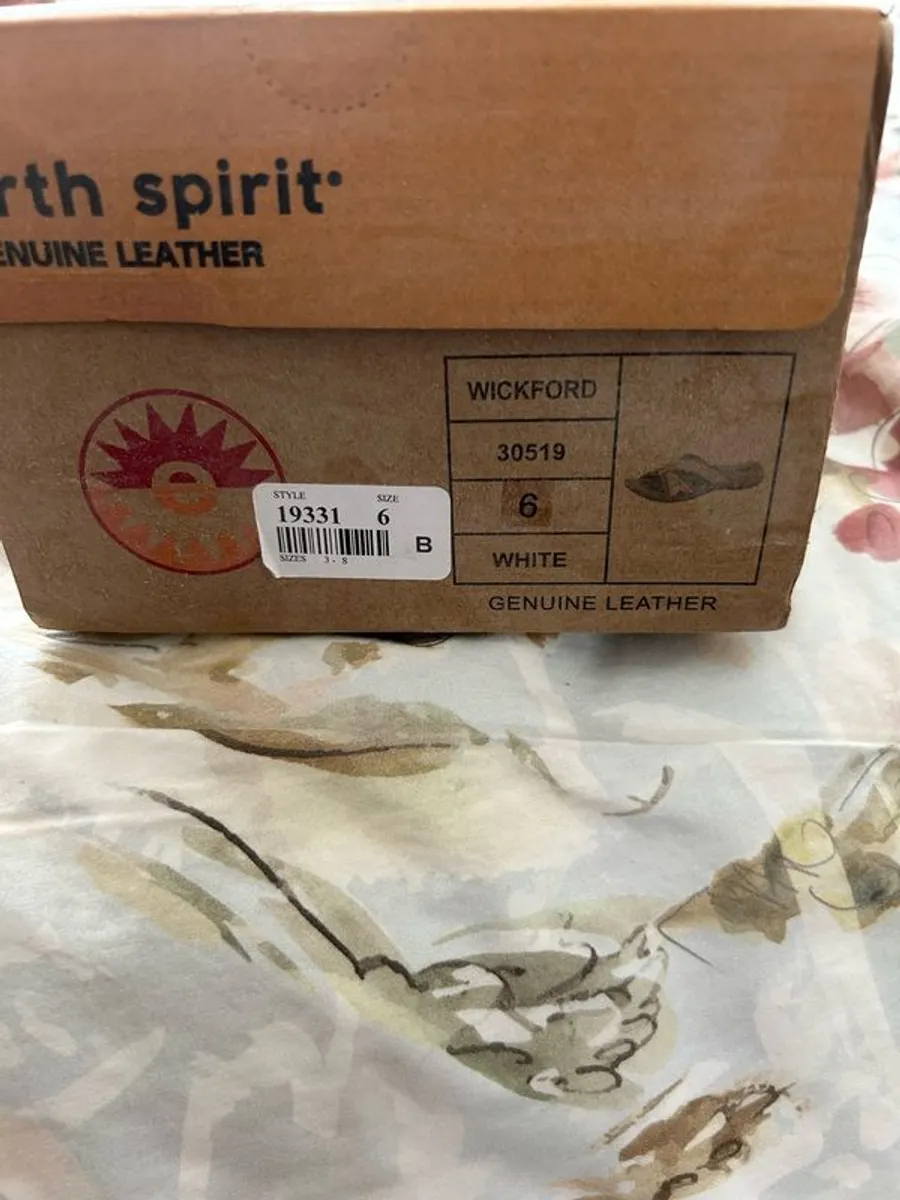 rth spirit
ENUINE LEATHER
WICKFORD
30519
6
WHITE
GENUINE LEATHER
e
STYLE SIZE
19331 6
B
SIZES 3 - 8